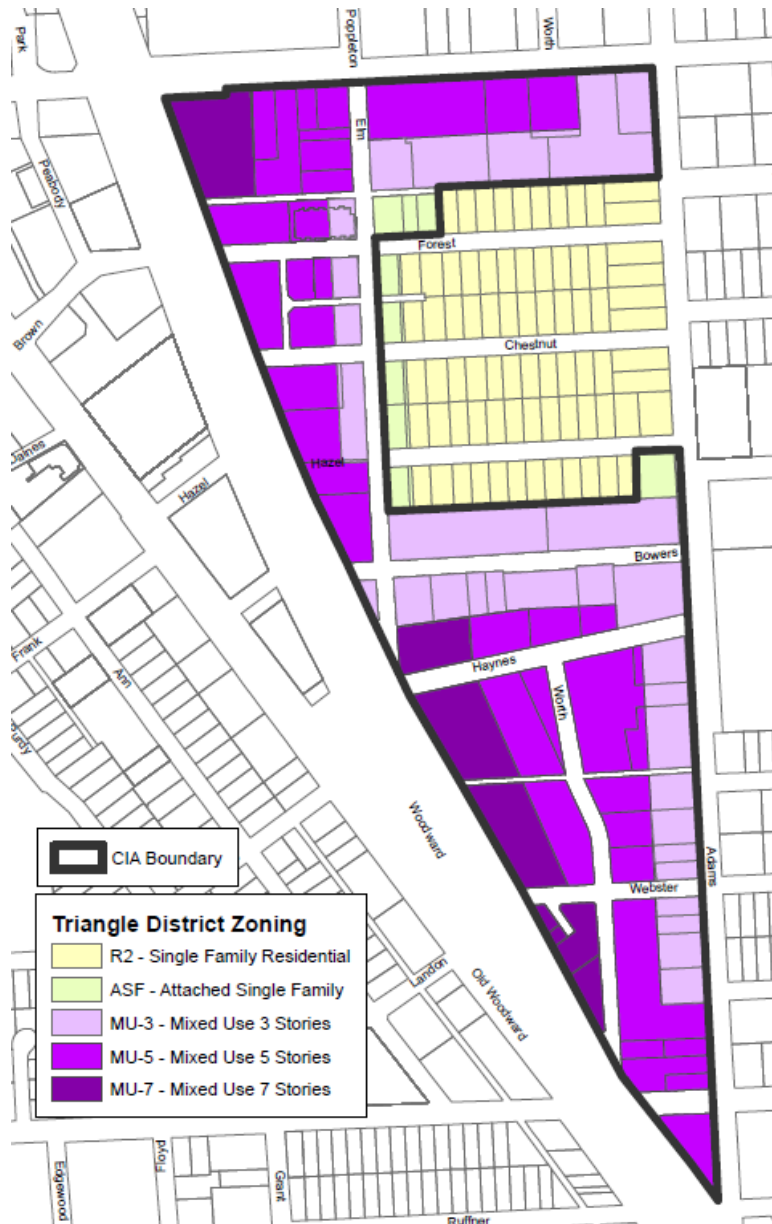 Park
Poppleton
Worth
Elm
Peabody
Forest
Brown
Chestnut
Hazel
Hazel
Bowers
Frank
Ann
Haynes
Worth
Woodward
Adams
Webster
CIA Boundary
Triangle District Zoning
R2 - Single Family Residential
ASF - Attached Single Family
MU-3 - Mixed Use 3 Stories
MU-5 - Mixed Use 5 Stories
MU-7 - Mixed Use 7 Stories
Landon
Old Woodward
Edgewood
Floyd
Grant
Ruffner